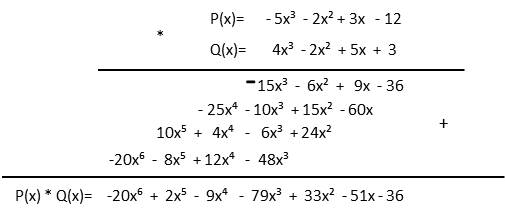 P(x)= - 5x³ - 2x² + 3x - 12
*
Q(x)= 4x³ - 2x² + 5x + 3
-15x³ - 6x² + 9x - 36
- 25x⁴ - 10x³ + 15x² - 60x
+
10x⁵ + 4x⁴ - 6x³ + 24x²
-20x⁶ - 8x⁵ + 12x⁴ - 48x³
P(x) * Q(x)= -20x⁶ + 2x⁵ - 9x⁴ - 79x³ + 33x² - 51x - 36